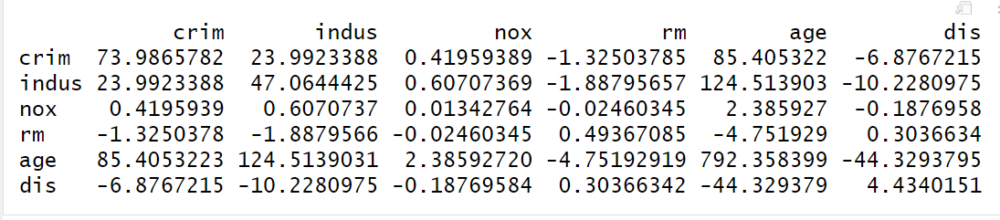 crim indus nox rm age dis
crim 73.9865782 23.9923388 0.41959389 -1.32503785 85.405322 -6.8767215
indus 23.9923388 47.0644425 0.60707369 -1.88795657 124.513903 -10.2280975
nox 0.4195939 0.6070737 0.01342764 -0.02460345 2.385927 -0.1876958
rm -1.3250378 -1.8879566 -0.02460345 0.49367085 -4.751929 0.3036634
age 85.4053223 124.5139031 2.38592720 -4.75192919 792.358399 -44.3293795
dis -6.8767215 -10.2280975 -0.18769584 0.30366342 -44.329379 4.4340151